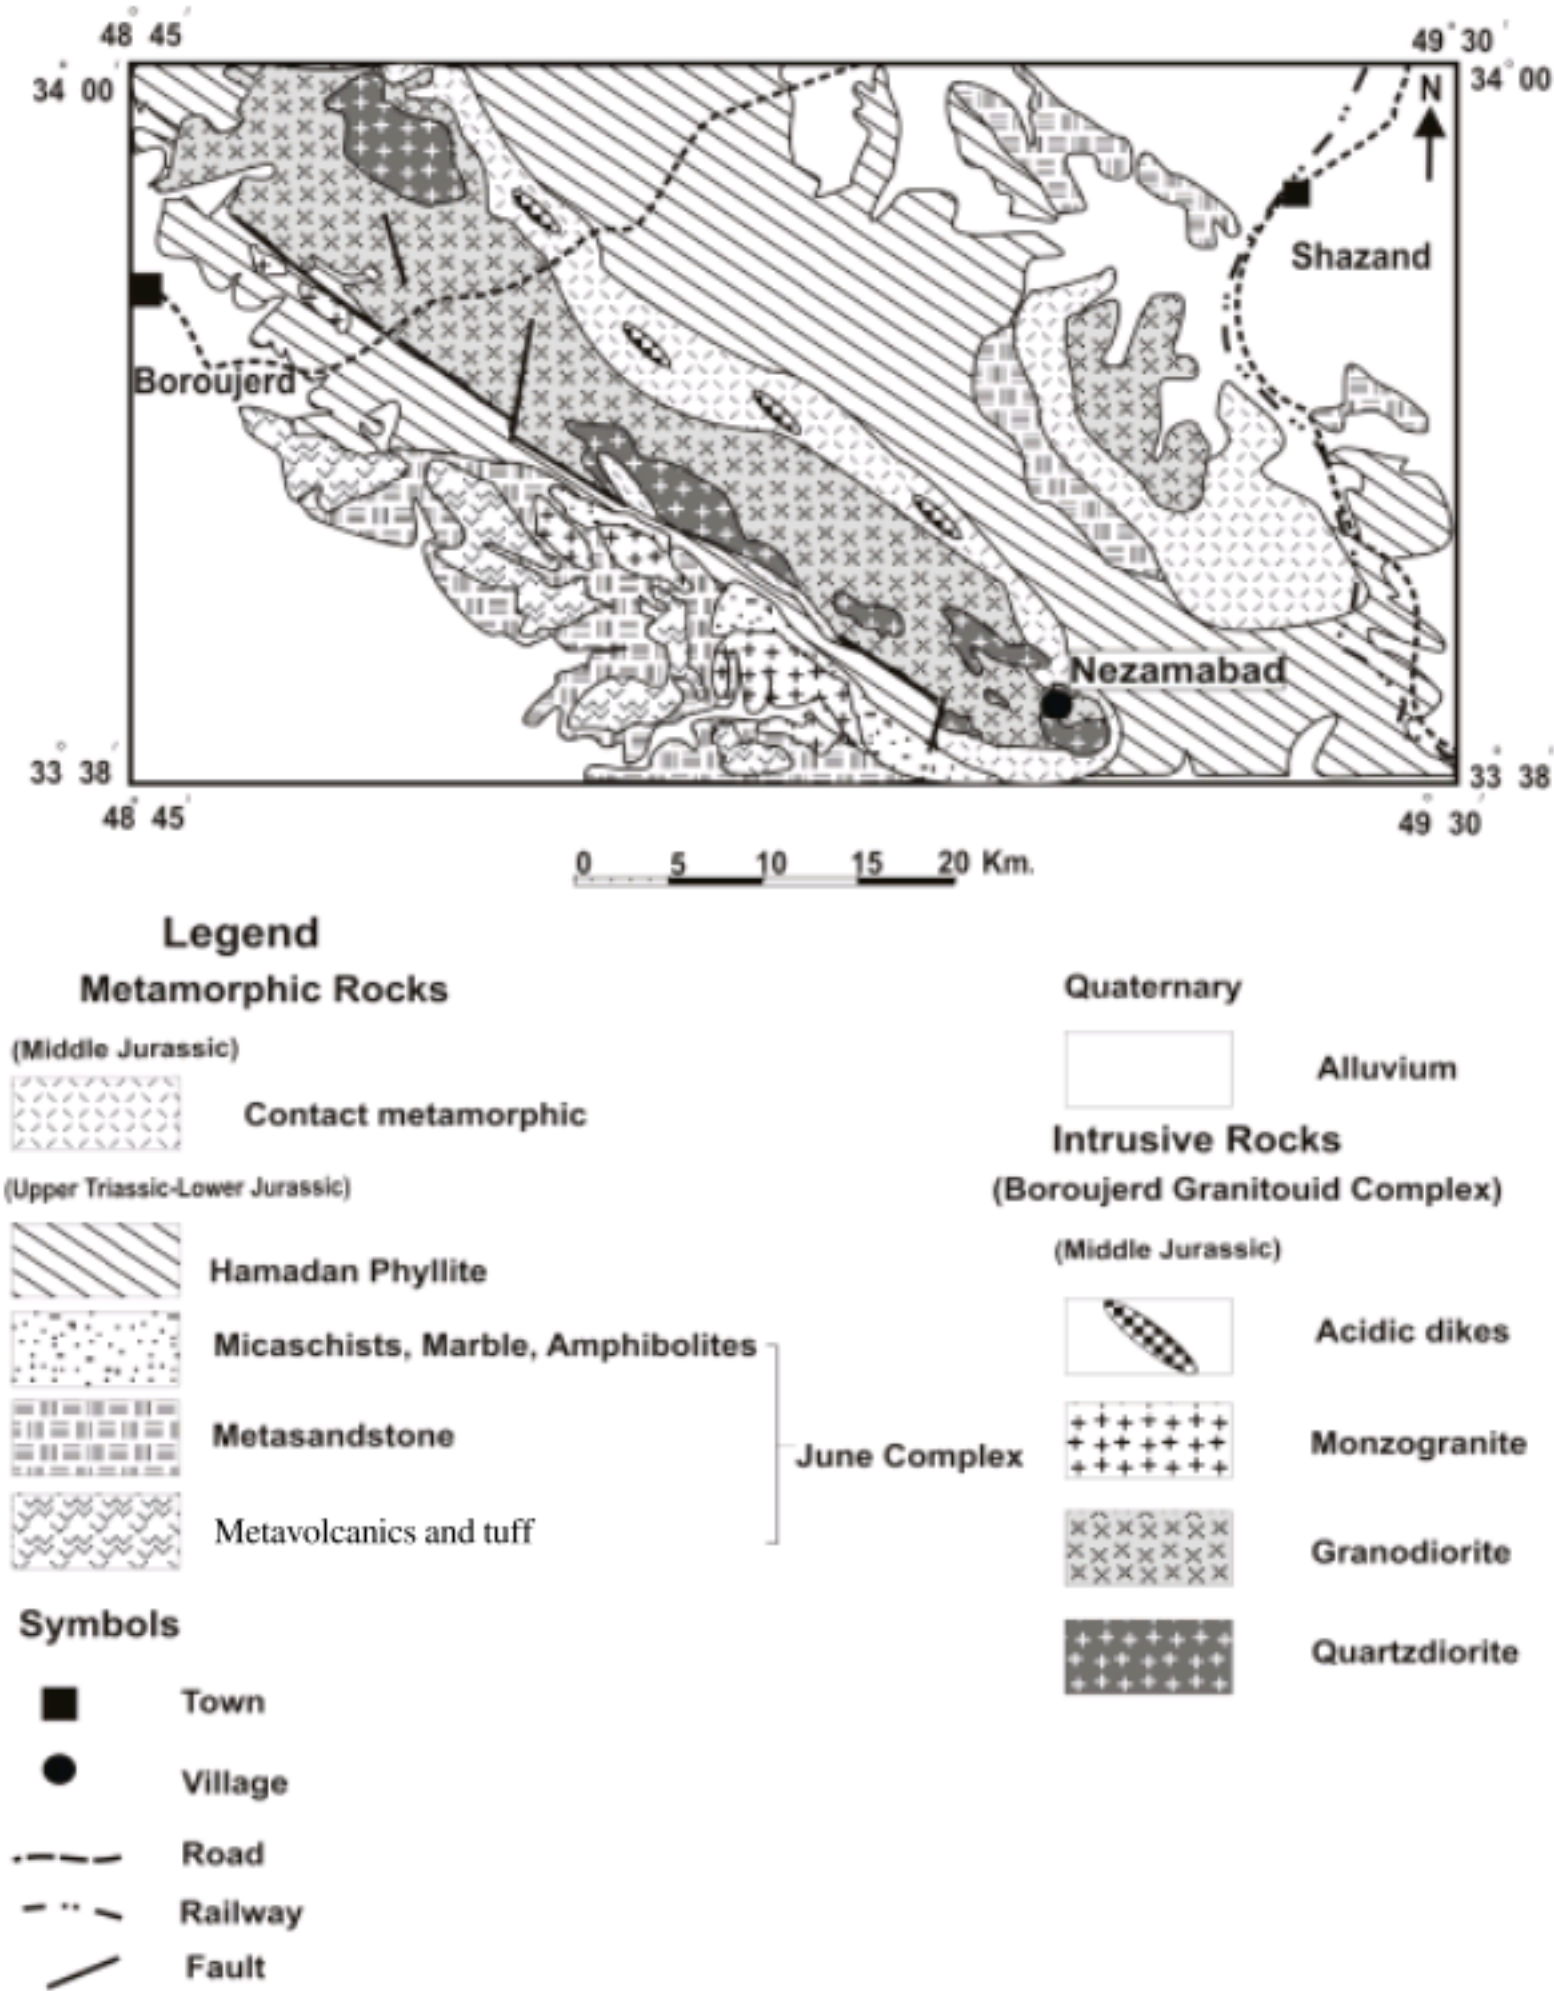 48° 45'
49° 30'
34° 00'
34° 00
N
Shazand
Boroujerd
Nezamabad
33° 38'
33° 38'
48° 45'
49° 30'
0 5 10 15 20 Km.
Legend
Metamorphic Rocks
(Middle Jurassic)
Contact metamorphic
(Upper Triassic-Lower Jurassic)
Hamadan Phyllite
Micaschists, Marble, Amphibolites
Metasandstone
June Complex
Metavolcanics and tuff
Symbols
Town
Village
Road
Railway
Fault
Quaternary
Alluvium
Intrusive Rocks
(Boroujerd Granitouid Complex)
(Middle Jurassic)
Acidic dikes
Monzogranite
Granodiorite
Quartzdiorite